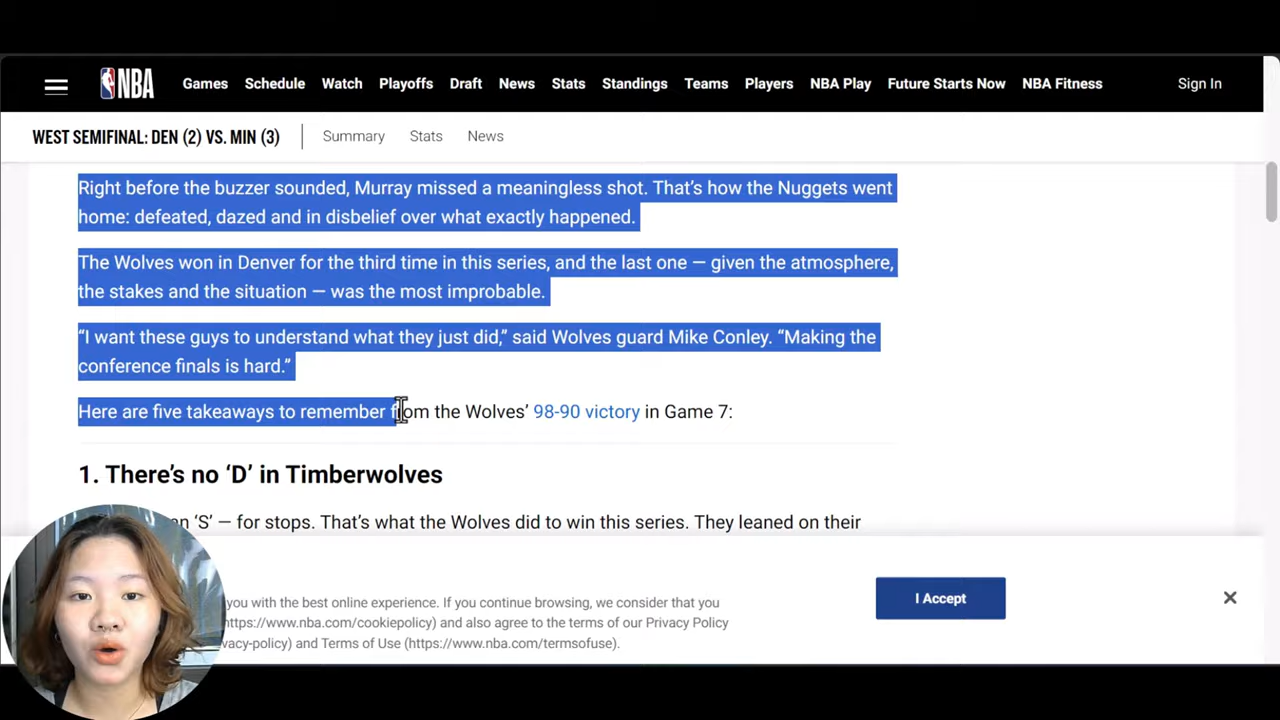 NBA Games Schedule Watch Playoffs Draft News Stats Standings Teams Players NBA Play Future Starts Now NBA Fitness Sign In
WEST SEMIFINAL: DEN (2) VS. MIN (3) Summary Stats News
Right before the buzzer sounded, Murray missed a meaningless shot. That’s how the Nuggets went
home: defeated, dazed and in disbelief over what exactly happened.
The Wolves won in Denver for the third time in this series, and the last one — given the atmosphere,
the stakes and the situation — was the most improbable.
“I want these guys to understand what they just did,” said Wolves guard Mike Conley. “Making the
conference finals is hard.”
Here are five takeaways to remember from the Wolves’ 98-90 victory in Game 7:
1. There’s no ‘D’ in Timberwolves
‘S’ — for stops. That’s what the Wolves did to win this series. They leaned on their
you with the best online experience. If you continue browsing, we consider that you
https://www.nba.com/cookiepolicy) and also agree to the terms of our Privacy Policy
vacy-policy) and Terms of Use (https://www.nba.com/termsofuse).
I Accept